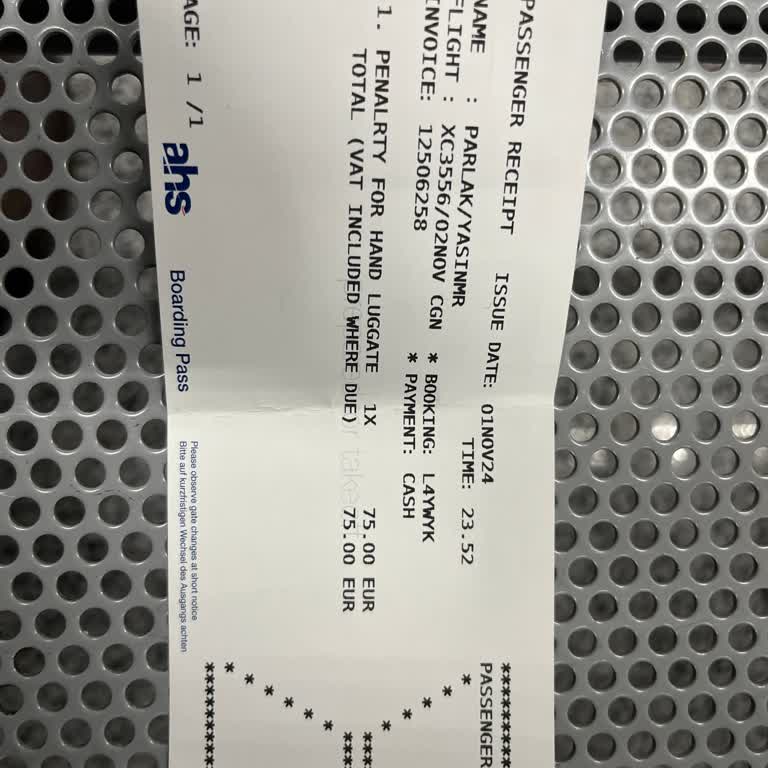 PASSENGER RECEIPT ISSUE DATE: 01NOV24
TIME: 23.52
NAME : PARLAK/YASINMR
FLIGHT : XC3556/02NOV CGN * BOOKING: L4YWYK
INVOICE: 12506258 * PAYMENT: CASH
1. PENALRTY FOR HAND LUGGATE 1X 75.00 EUR
TOTAL (VAT INCLUDED WHERE DUE) 75.00 EUR
AGE: 1 /1
ahs Boarding Pass
Please observe gate changes at short notice
Bitte auf kurzfristigen Wechsel des Ausgangs achten
PASSENGER